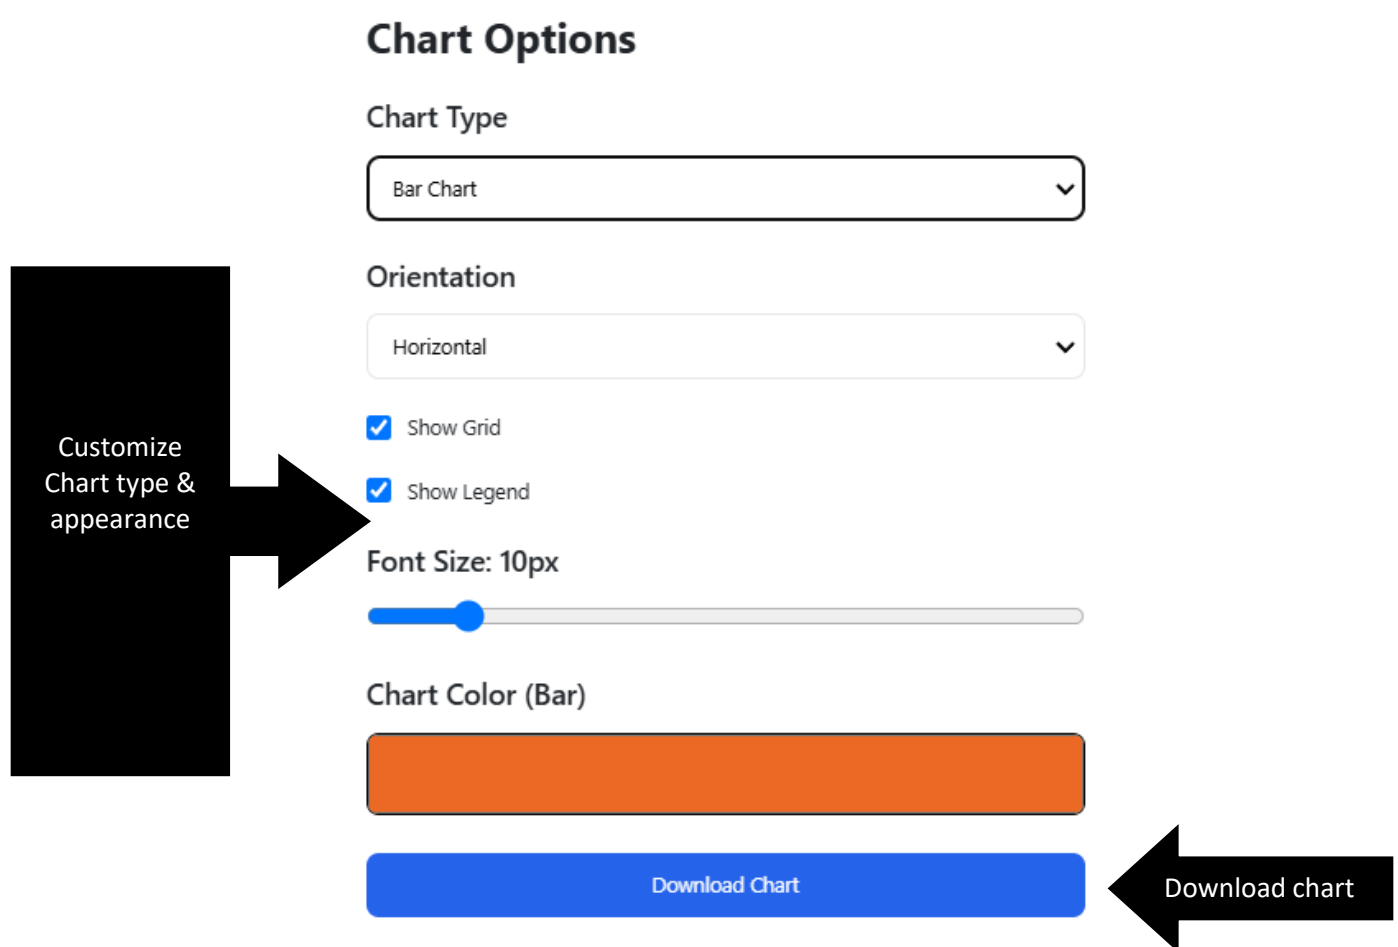 Chart Options
Chart Type
Bar Chart
Orientation
Horizontal
Show Grid
Show Legend
Customize
Chart type &
appearance
Font Size: 10px
Chart Color (Bar)
Download Chart
Download chart